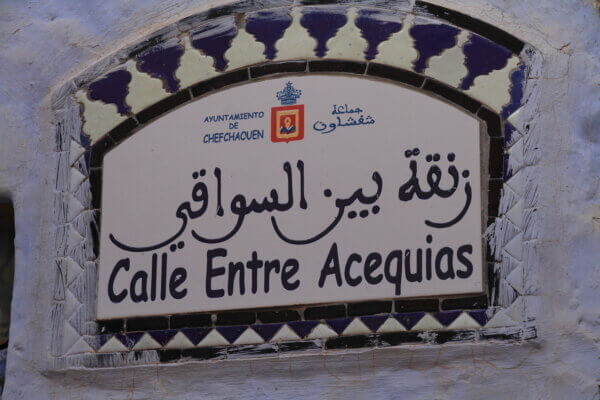 AYUNTAMIENTO
DE
CHEFCHAOUEN
جماعة
شفشاون
زنقة بين السواقي
Calle Entre Acequias